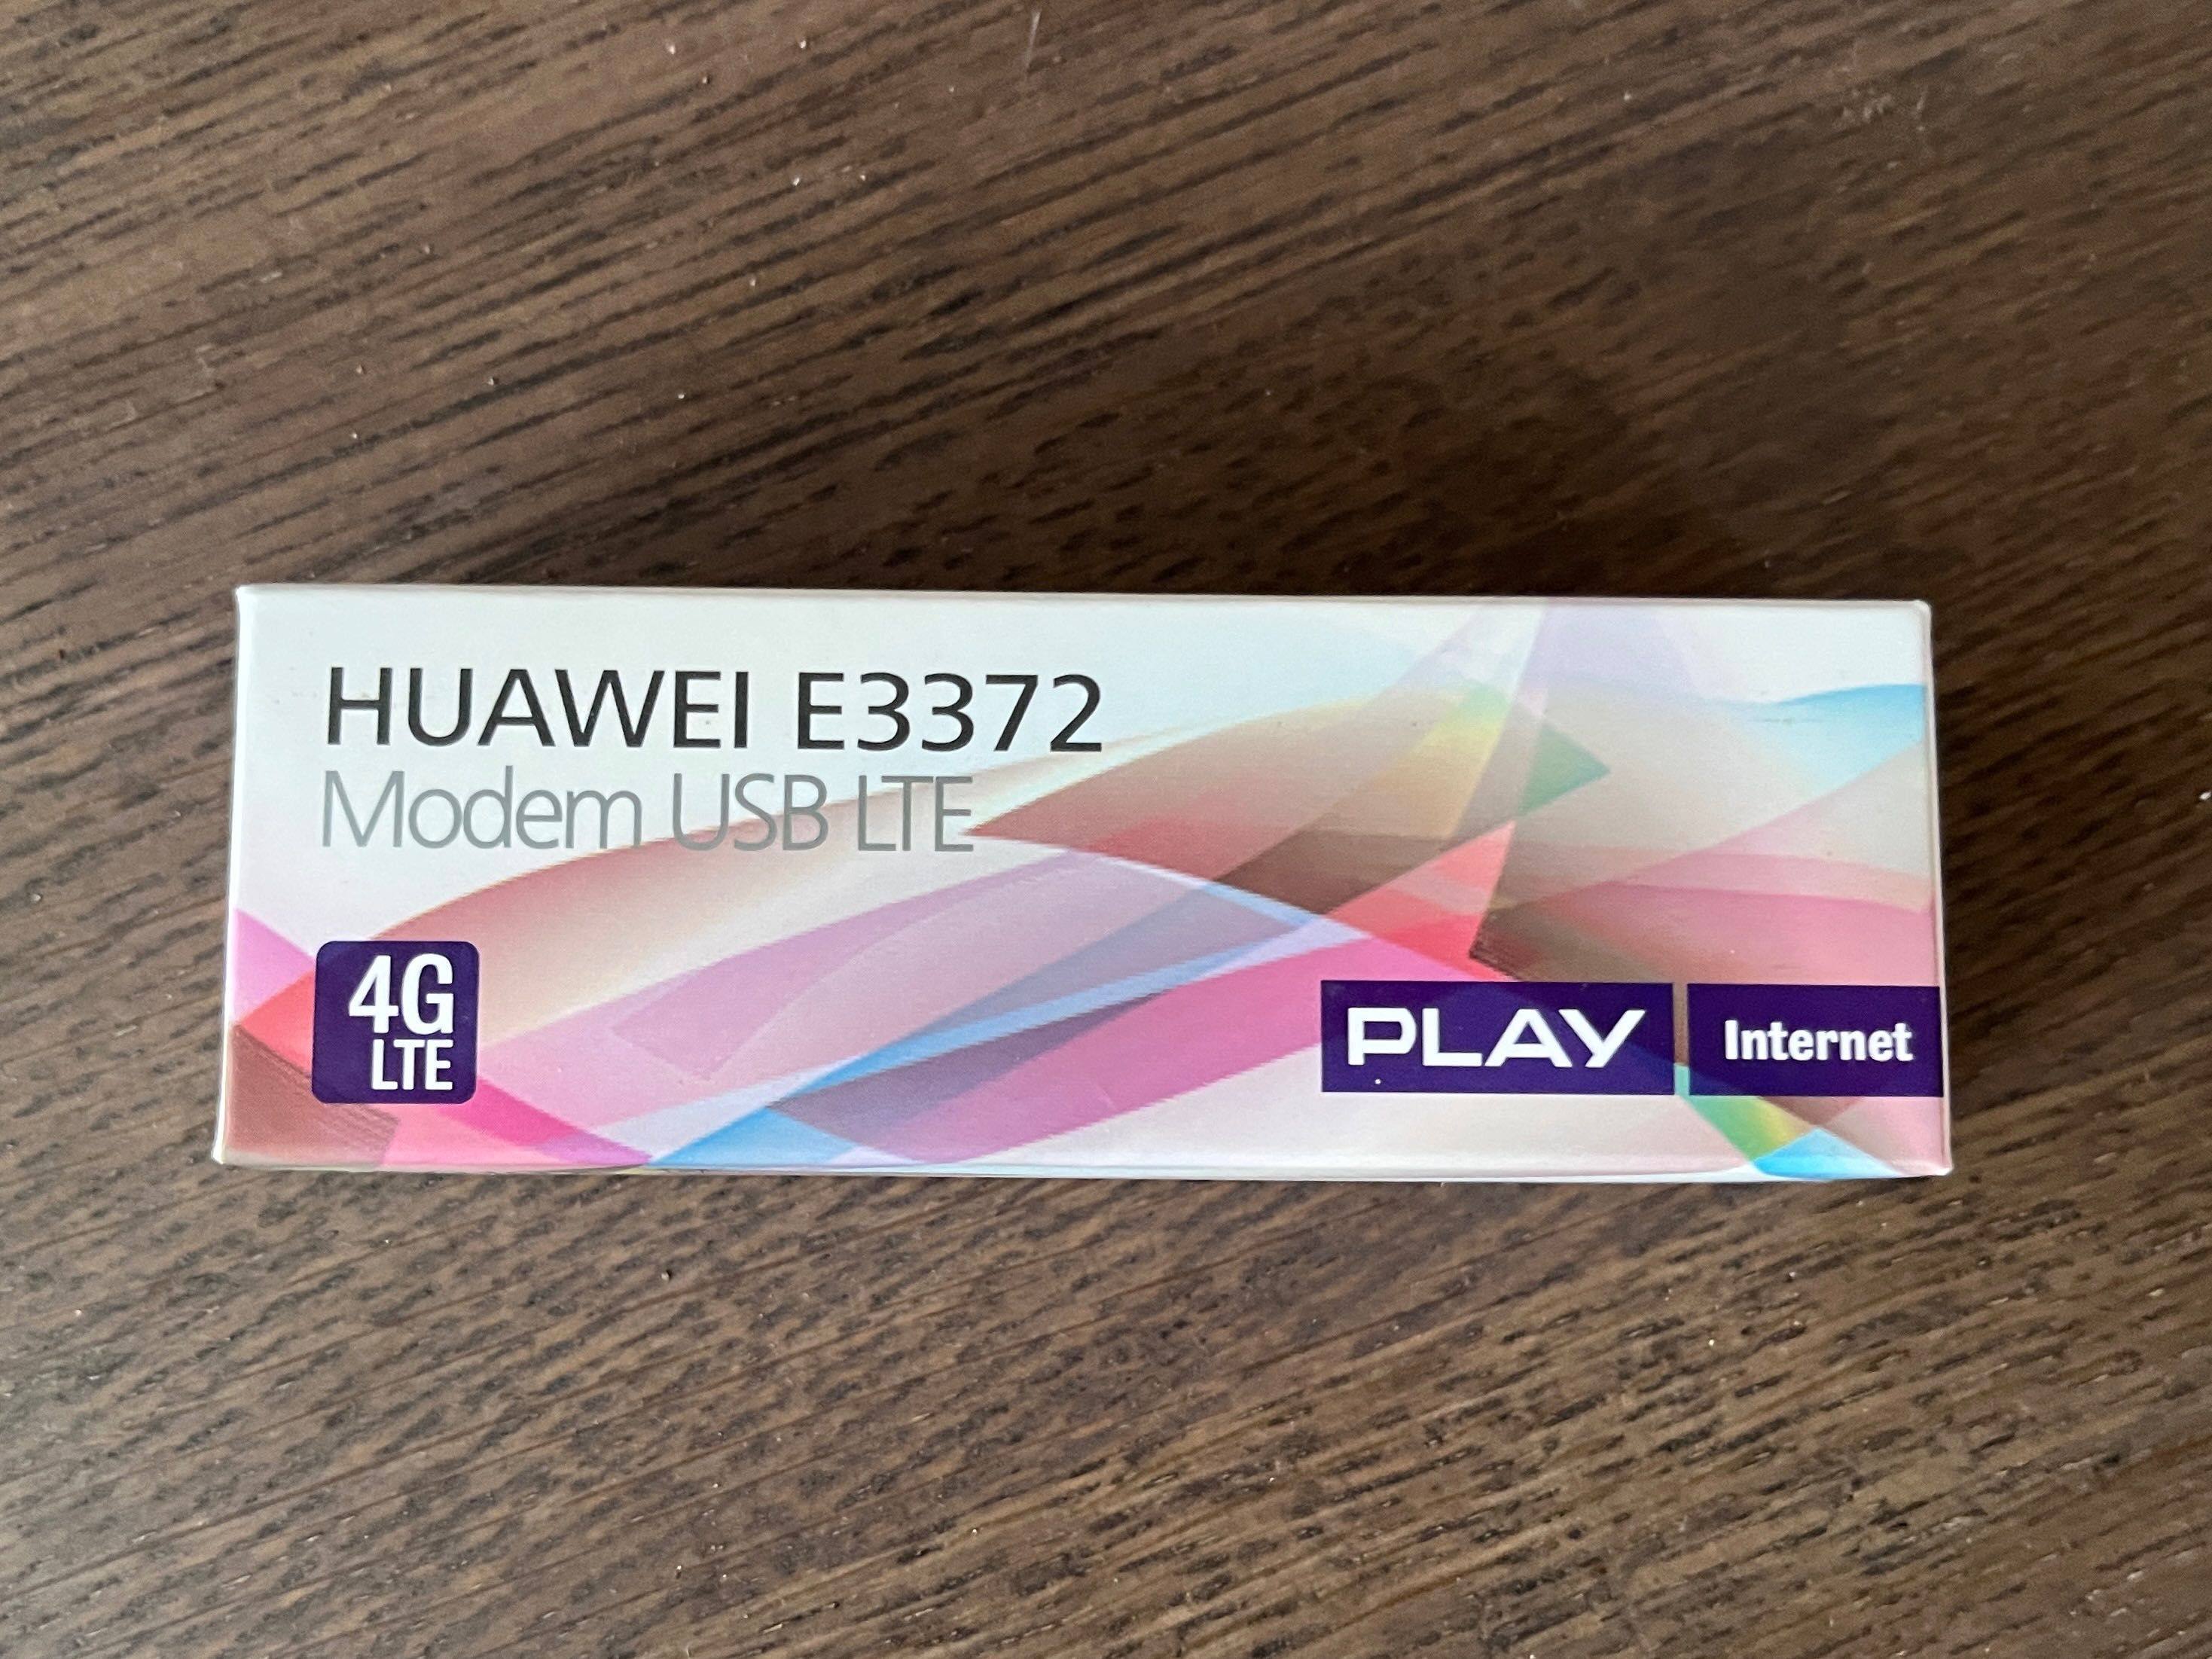 HUAWEI E3372
Modem USB LTE
4G
LTE
PLAY Internet